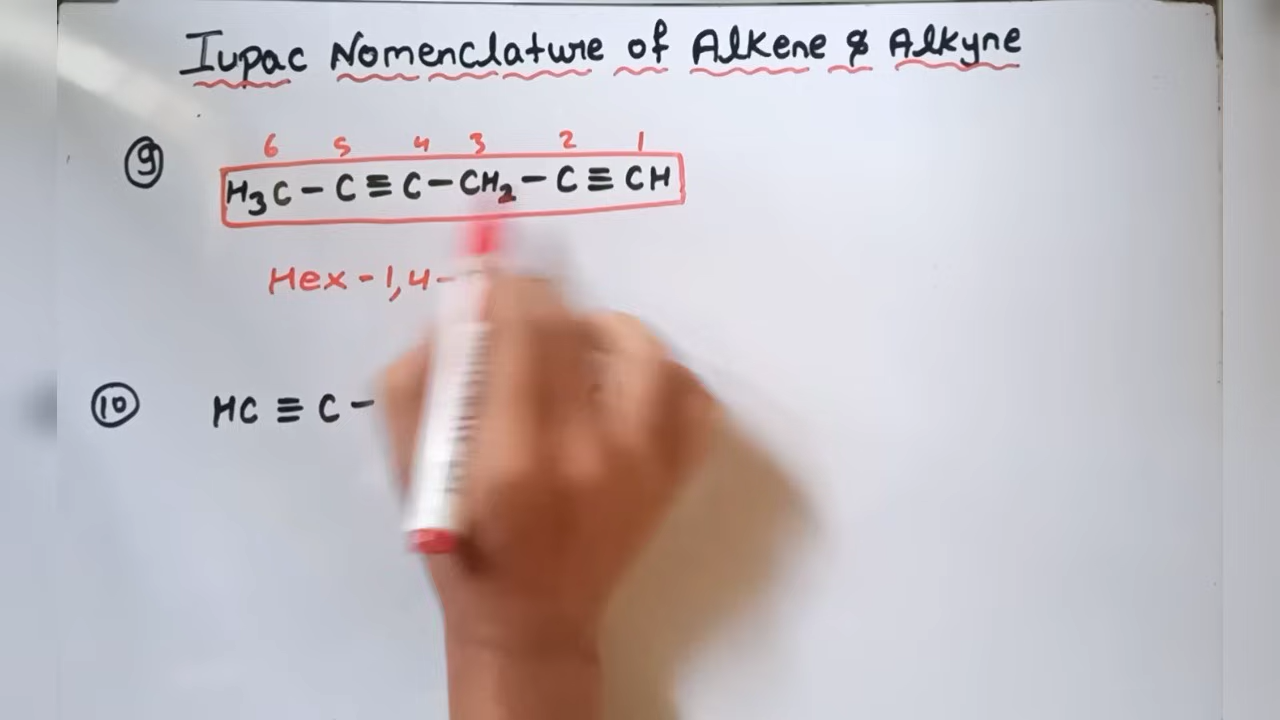 Iupac Nomenclature of Alkene & Alkyne
6 5 4 3 2 1
9 H₃C - C ≡ C - CH₂ - C ≡ CH
Hex - 1,4 -
10 HC ≡ C -